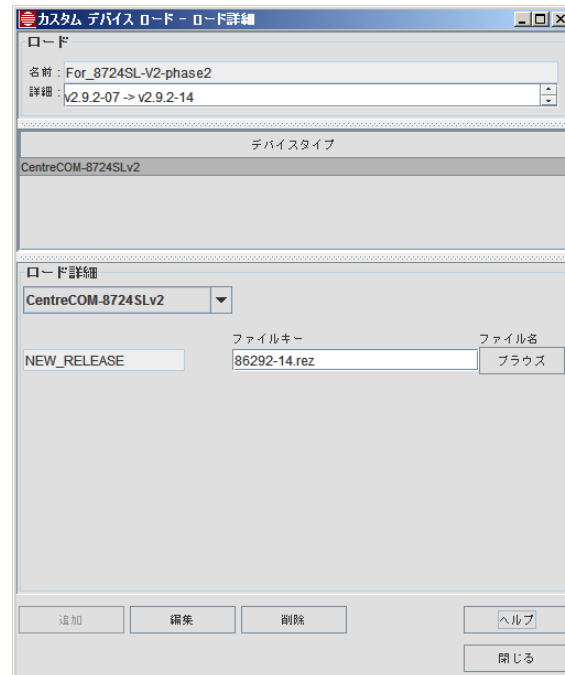 カスタム デバイス ロード - ロード詳細
ロード
名前 : For_8724SL-V2-phase2
詳細 : v2.9.2-07 -> v2.9.2-14
デバイスタイプ
CentreCOM-8724SLv2
ロード詳細
CentreCOM-8724SLv2
ファイルキー ファイル名
NEW_RELEASE 86292-14.rez ブラウズ
追加 編集 削除 ヘルプ
閉じる